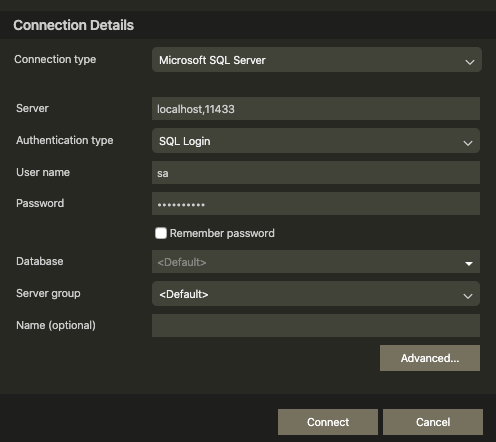 Connection Details
Connection type Microsoft SQL Server
Server localhost,11433
Authentication type SQL Login
User name sa
Password ••••••••••
Remember password
Database <Default>
Server group <Default>
Name (optional)
Advanced...
Connect Cancel